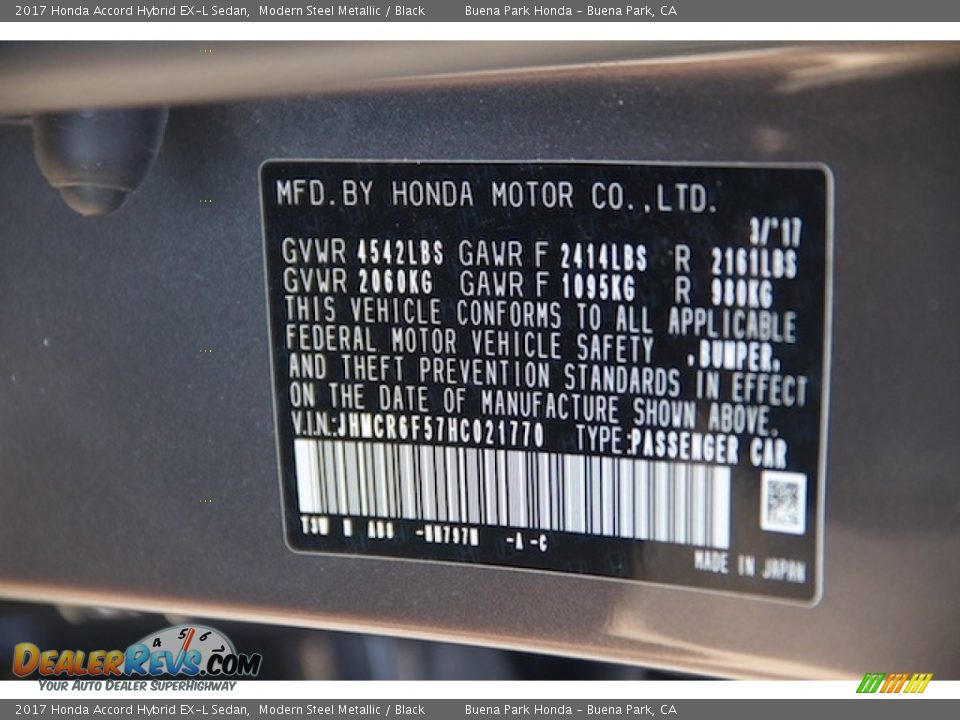 2017 Honda Accord Hybrid EX-L Sedan,  Modern Steel Metallic / Black    Buena Park Honda - Buena Park, CA
MFD. BY HONDA MOTOR CO.,LTD.
3/'17
GVWR 4542LBS GAWR F 2414LBS R 2161LBS
GVWR 2060KG GAWR F 1095KG R 980KG
THIS VEHICLE CONFORMS TO ALL APPLICABLE
FEDERAL MOTOR VEHICLE SAFETY ,BUMPER,
AND THEFT PREVENTION STANDARDS IN EFFECT
ON THE DATE OF MANUFACTURE SHOWN ABOVE.
V.I.N.:JHMCR6F57HC021770 TYPE:PASSENGER CAR
-A -C
MADE IN JAPAN
4 5 6
DEALERREVS.COM
YOUR AUTO DEALER SUPERHIGHWAY
2017 Honda Accord Hybrid EX-L Sedan,  Modern Steel Metallic / Black    Buena Park Honda - Buena Park, CA